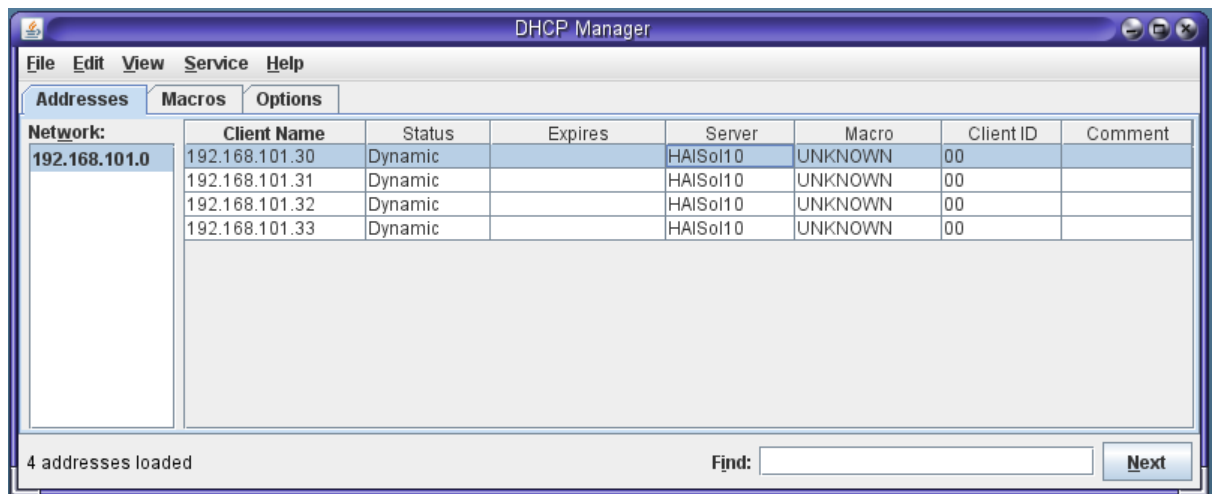 DHCP Manager
File Edit View Service Help
Addresses Macros Options
Network:
192.168.101.0
Client Name Status Expires Server Macro Client ID Comment
192.168.101.30 Dynamic HAISol10 UNKNOWN 00
192.168.101.31 Dynamic HAISol10 UNKNOWN 00
192.168.101.32 Dynamic HAISol10 UNKNOWN 00
192.168.101.33 Dynamic HAISol10 UNKNOWN 00
4 addresses loaded Find: Next